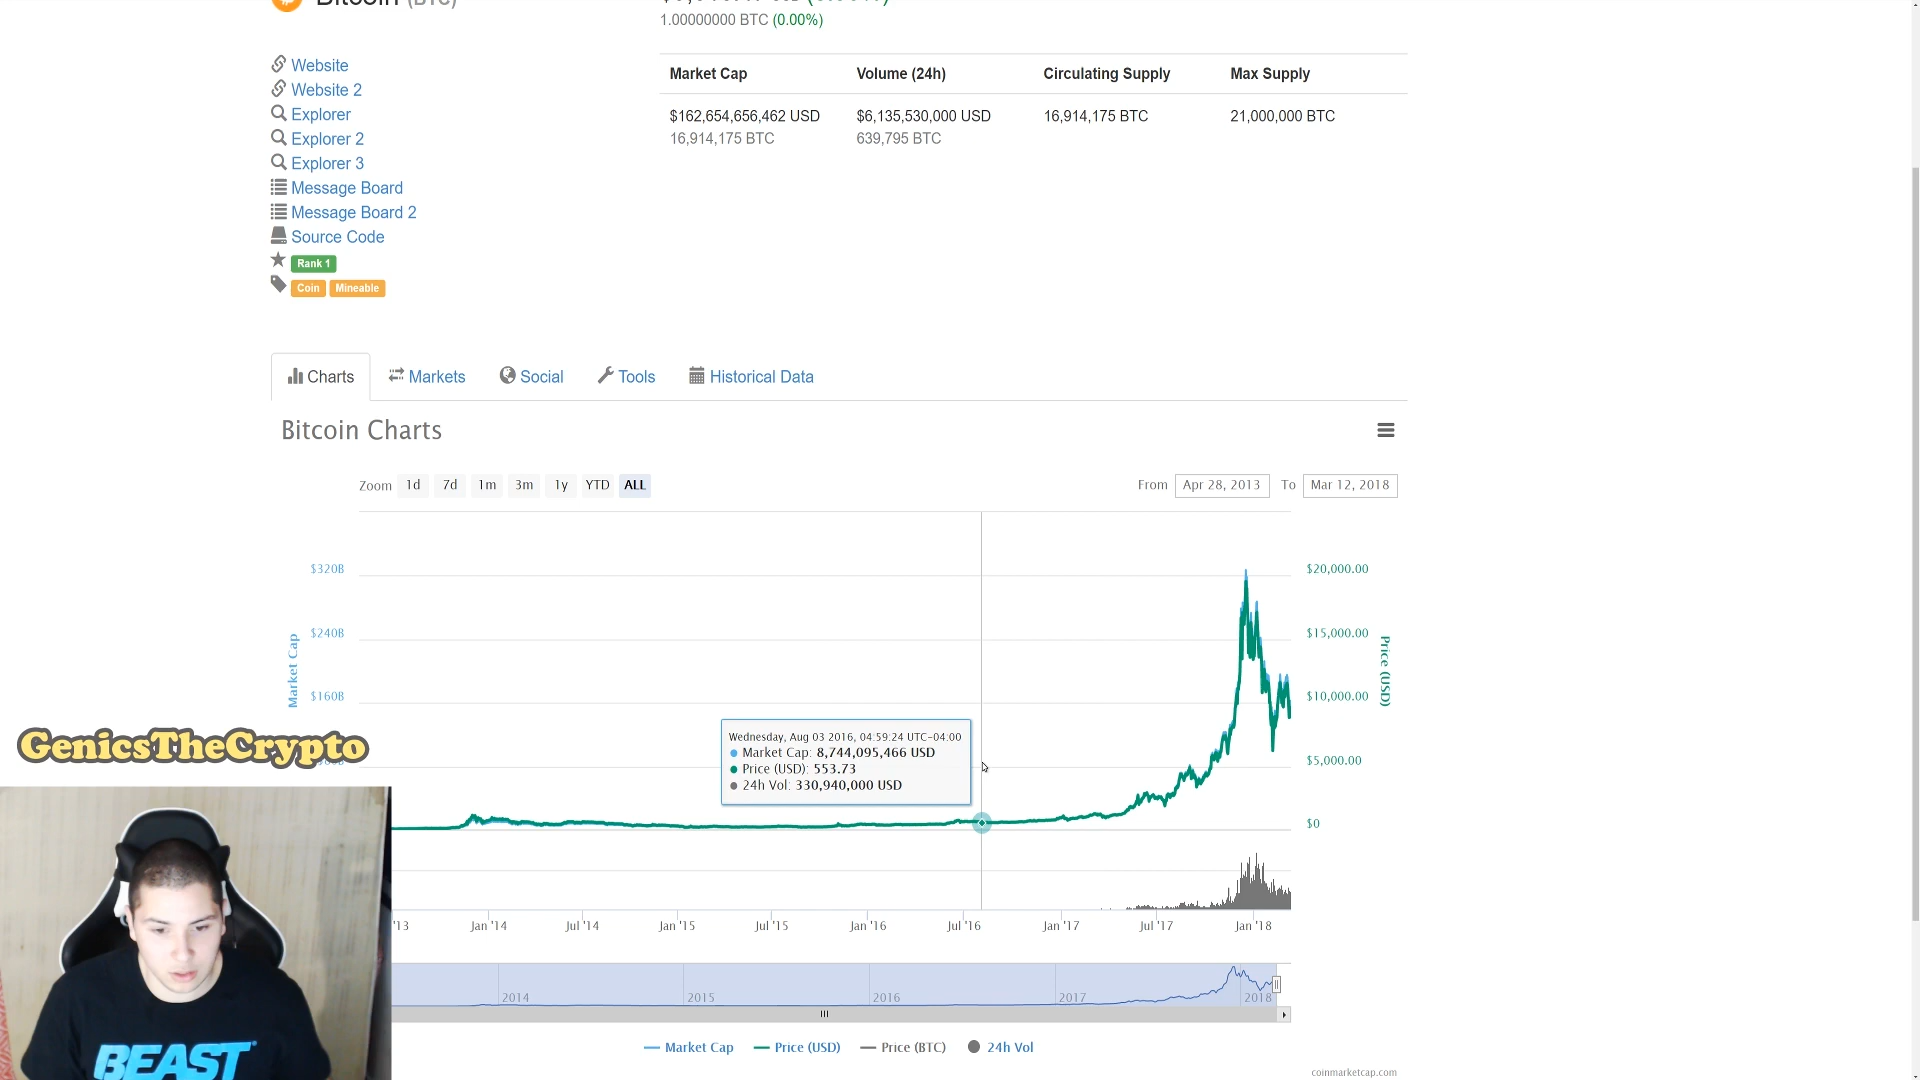 Bitcoin (BTC)
1.00000000 BTC (0.00%)
Website
Website 2
Explorer
Explorer 2
Explorer 3
Message Board
Message Board 2
Source Code
Rank 1
Coin Mineable
Market Cap Volume (24h) Circulating Supply Max Supply
$162,654,656,462 USD $6,135,530,000 USD 16,914,175 BTC 21,000,000 BTC
16,914,175 BTC 639,795 BTC
Charts Markets Social Tools Historical Data
Bitcoin Charts
Zoom 1d 7d 1m 3m 1y YTD ALL From Apr 28, 2013 To Mar 12, 2018
$320B $20,000.00
$240B $15,000.00
Market Cap Price (USD)
$160B $10,000.00
$5,000.00
$0
Wednesday, Aug 03 2016, 04:59:24 UTC-04:00
Market Cap: 8,744,095,466 USD
Price (USD): 553.73
24h Vol: 330,940,000 USD
GenicsTheCrypto
'13 Jan '14 Jul '14 Jan '15 Jul '15 Jan '16 Jul '16 Jan '17 Jul '17 Jan '18
2014 2015 2016 2017 2018
Market Cap Price (USD) Price (BTC) 24h Vol
coinmarketcap.com
BEAST